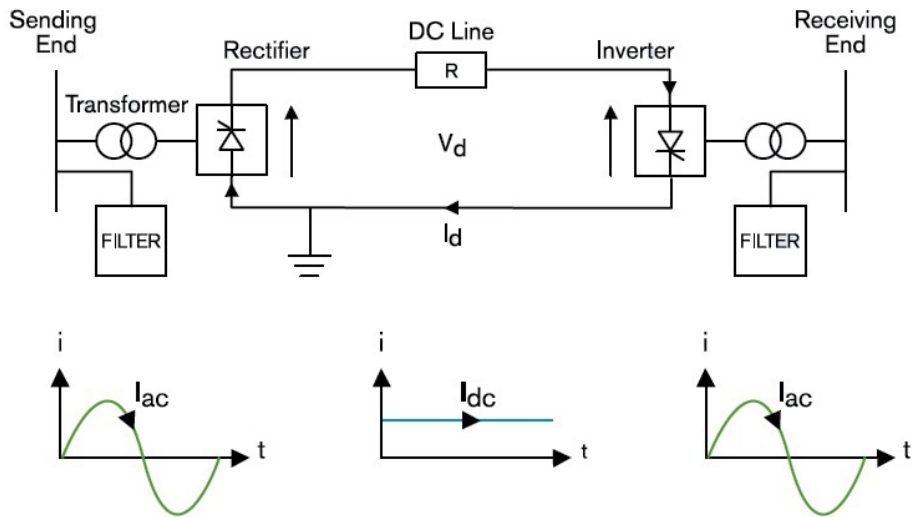 Sending
End
Rectifier
DC Line
R
Inverter
Receiving
End
Transformer
Vd
FILTER
Id
FILTER
i
Iac
t
i
Idc
t
i
Iac
t